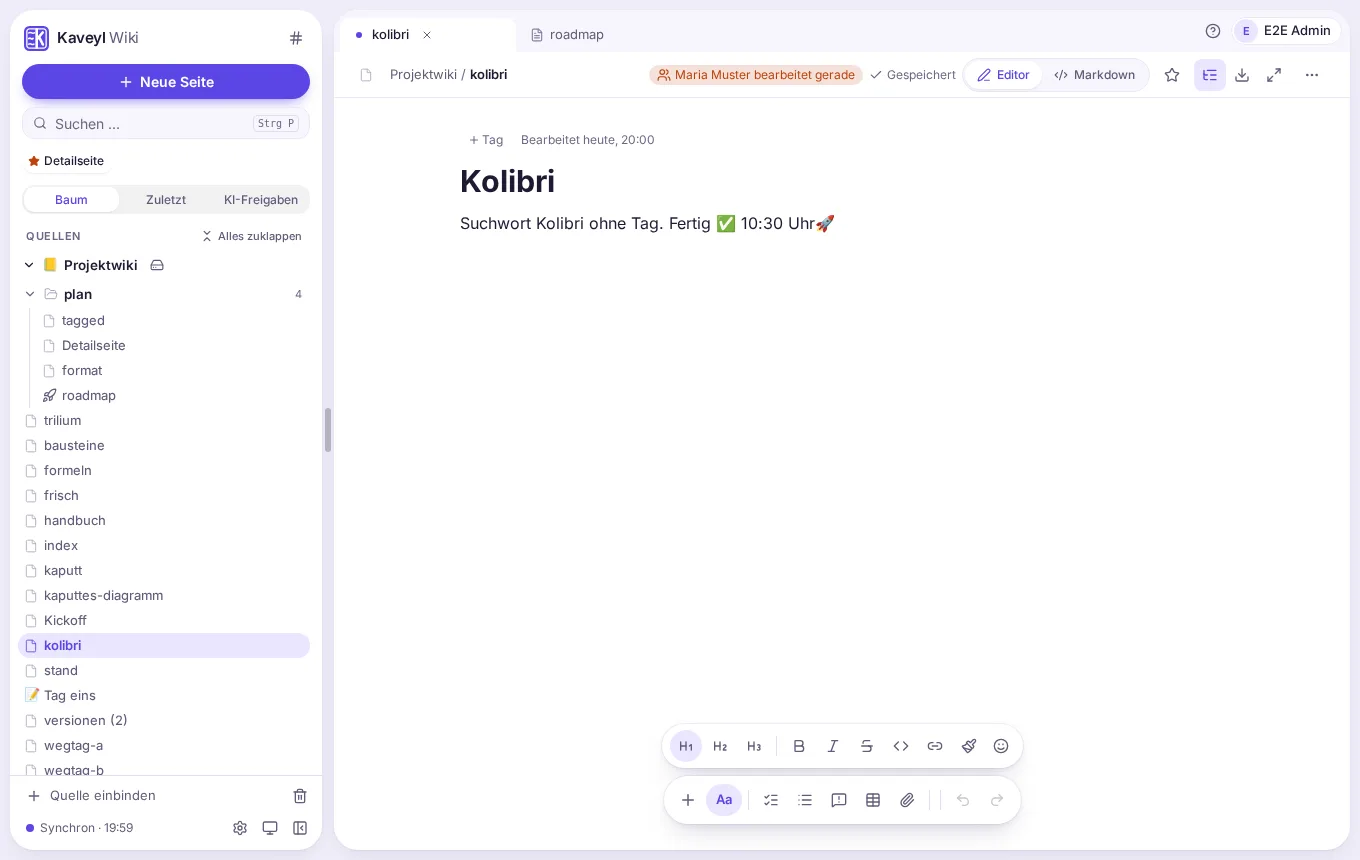 Kaveyl Wiki
Neue Seite
Suchen ...
Strg P
Detailseite
Baum
Zuletzt
KI-Freigaben
QUELLEN
Alles zuklappen
📒 Projektwiki
plan
4
tagged
Detailseite
format
roadmap
trilium
bausteine
formeln
frisch
handbuch
index
kaputt
kaputtes-diagramm
Kickoff
kolibri
stand
📝 Tag eins
versionen (2)
wegtag-a
wegtag-b
Quelle einbinden
Synchron · 19:59
kolibri
roadmap
E
E2E Admin
Projektwiki / kolibri
Maria Muster bearbeitet gerade
Gespeichert
Editor
Markdown
+ Tag
Bearbeitet heute, 20:00
Kolibri
Suchwort Kolibri ohne Tag. Fertig ✅ 10:30 Uhr🚀
H1
H2
H3
B
I
S
Aa